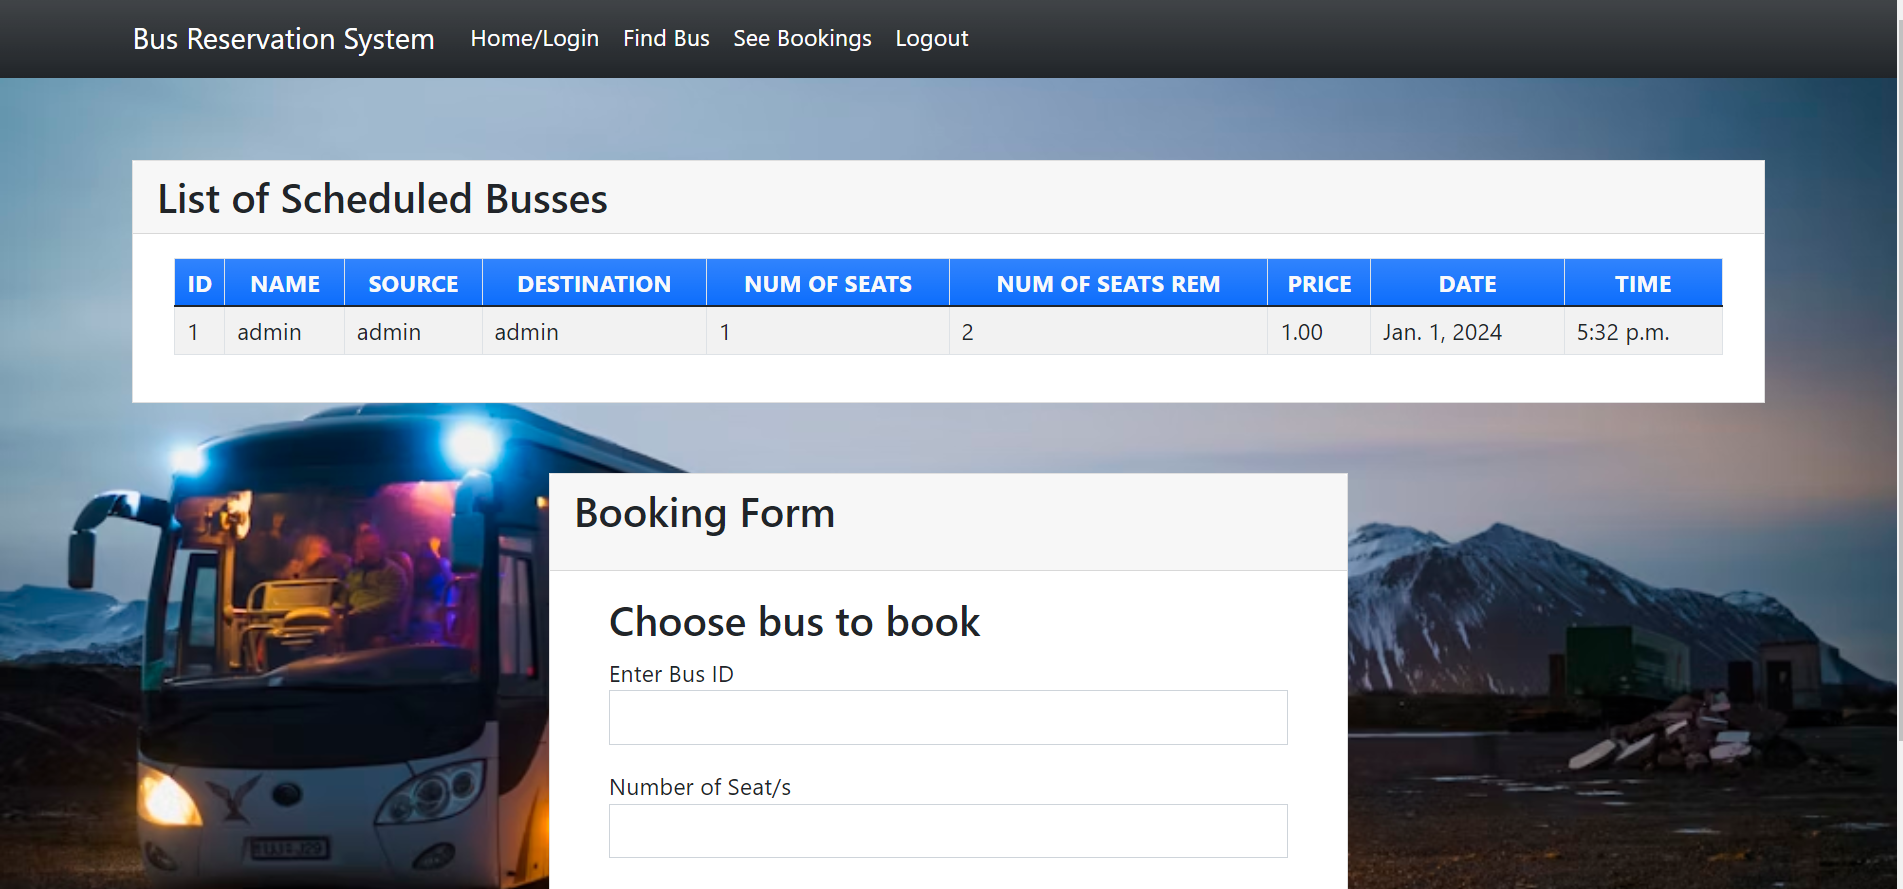 Bus Reservation System Home/Login Find Bus See Bookings Logout
List of Scheduled Busses
ID NAME SOURCE DESTINATION NUM OF SEATS NUM OF SEATS REM PRICE DATE TIME
1 admin admin admin 1 2 1.00 Jan. 1, 2024 5:32 p.m.
Booking Form
Choose bus to book
Enter Bus ID
Number of Seat/s